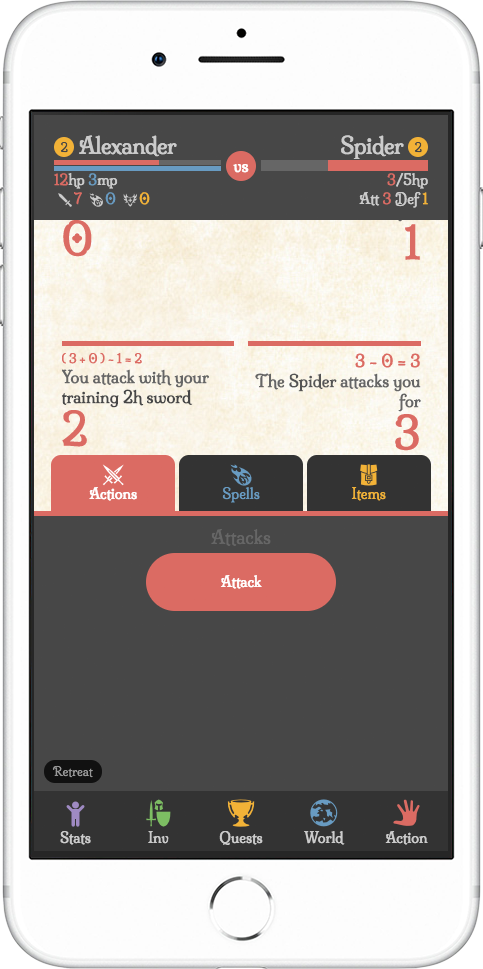 2 Alexander
Spider 2
vs
12hp 3mp
3/5hp
7 0 0
Att 3 Def 1
0
1
(3+0)-1=2
You attack with your
training 2h sword
2
3-0=3
The Spider attacks you
for
3
Actions
Spells
Items
Attacks
Attack
Retreat
Stats
Inv
Quests
World
Action